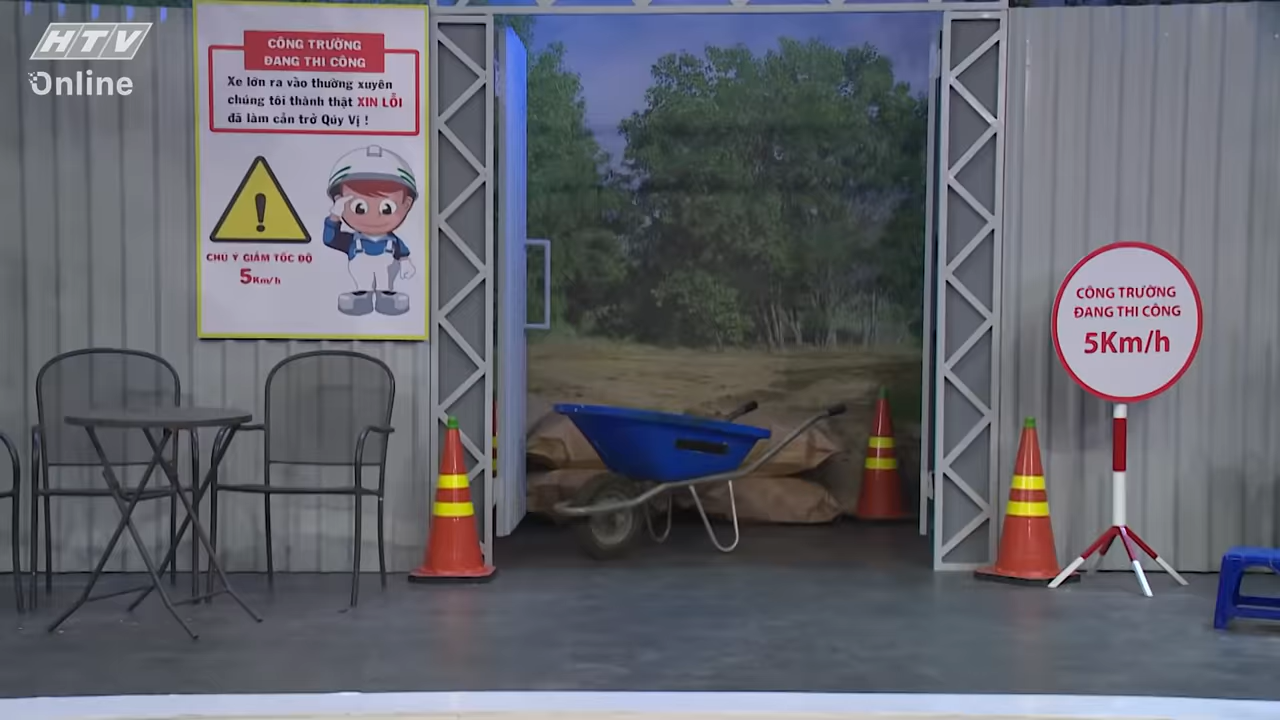 HTV
Online
CÔNG TRƯỜNG
ĐANG THI CÔNG
Xe lớn ra vào thường xuyên
chúng tôi thành thật XIN LỖI
đã làm cản trở Qúy Vị !
CHÚ Ý GIẢM TỐC ĐỘ
5Km/h
CÔNG TRƯỜNG
ĐANG THI CÔNG
5Km/h